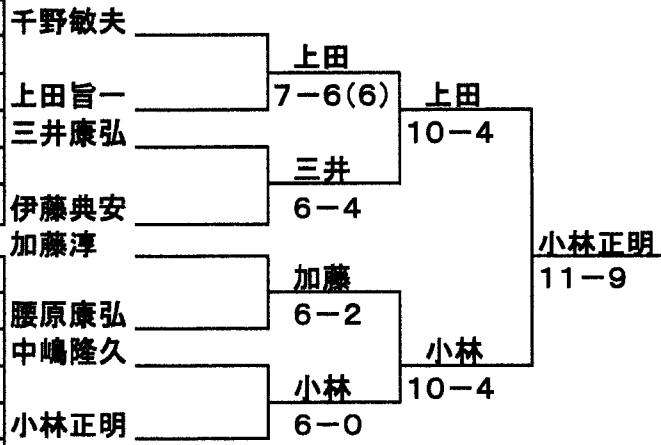 千野敏夫
上田旨一
三井康弘
伊藤典安
加藤淳
腰原康弘
中嶋隆久
小林正明
上田
7-6(6)
三井
6-4
加藤
6-2
小林
6-0
上田
10-4
小林
10-4
小林正明
11-9